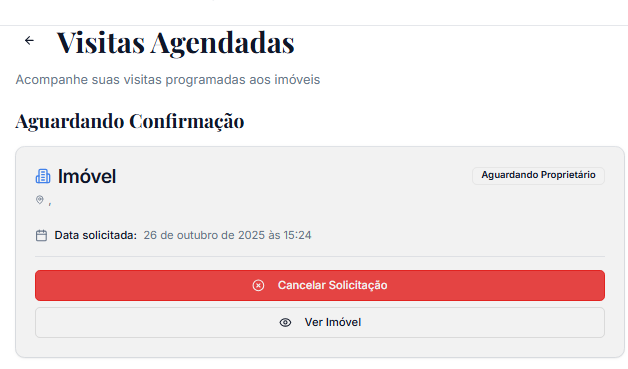 Visitas Agendadas
Acompanhe suas visitas programadas aos imóveis
Aguardando Confirmação
Imóvel
Aguardando Proprietário
,
Data solicitada: 26 de outubro de 2025 às 15:24
Cancelar Solicitação
Ver Imóvel